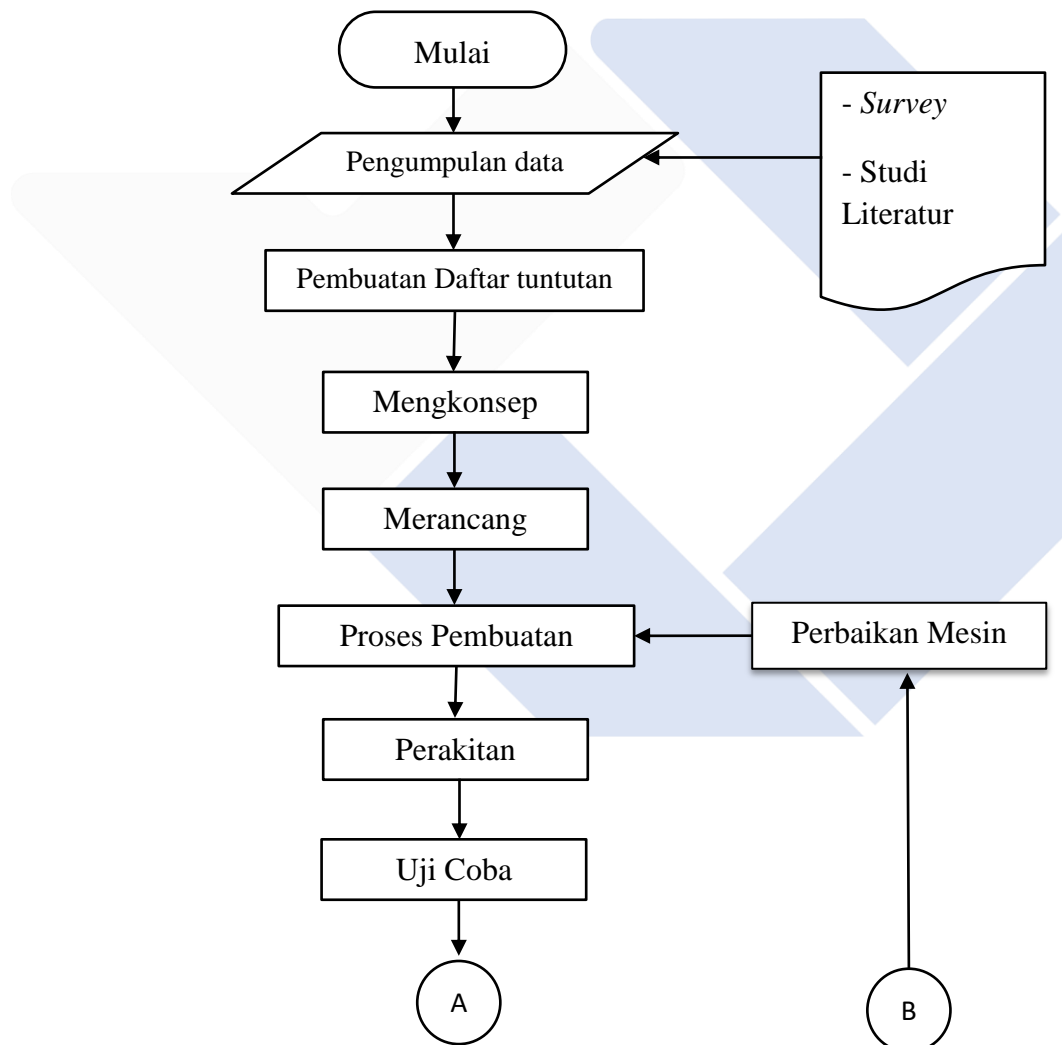 Mulai
- Survey
- Studi
Literatur
Pengumpulan data
Pembuatan Daftar tuntutan
Mengkonsep
Merancang
Proses Pembuatan
Perbaikan Mesin
Perakitan
Uji Coba
A
B